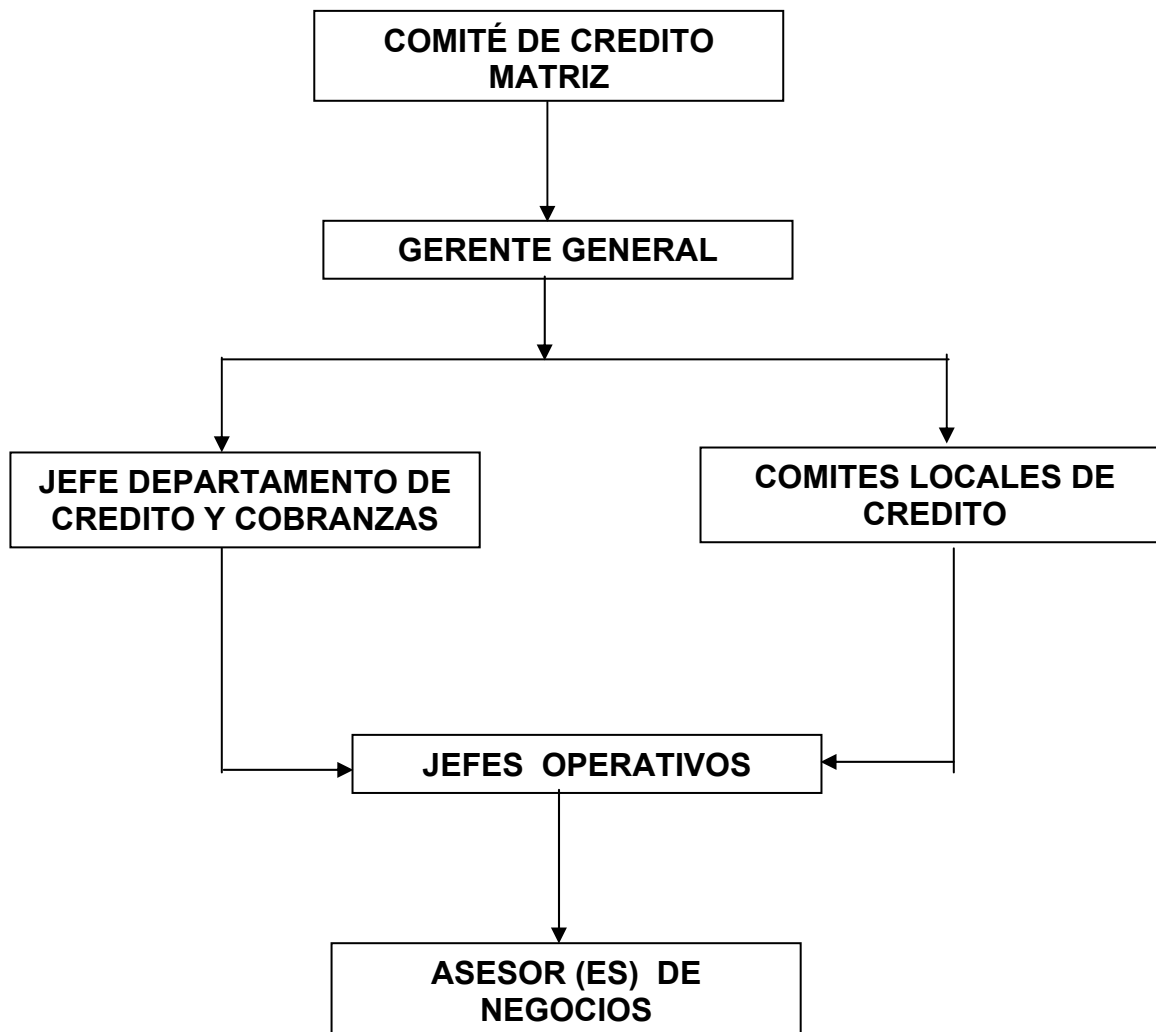 COMITÉ DE CREDITO
MATRIZ
GERENTE GENERAL
JEFE DEPARTAMENTO DE
CREDITO Y COBRANZAS
COMITES LOCALES DE
CREDITO
JEFES  OPERATIVOS
ASESOR (ES)  DE
NEGOCIOS